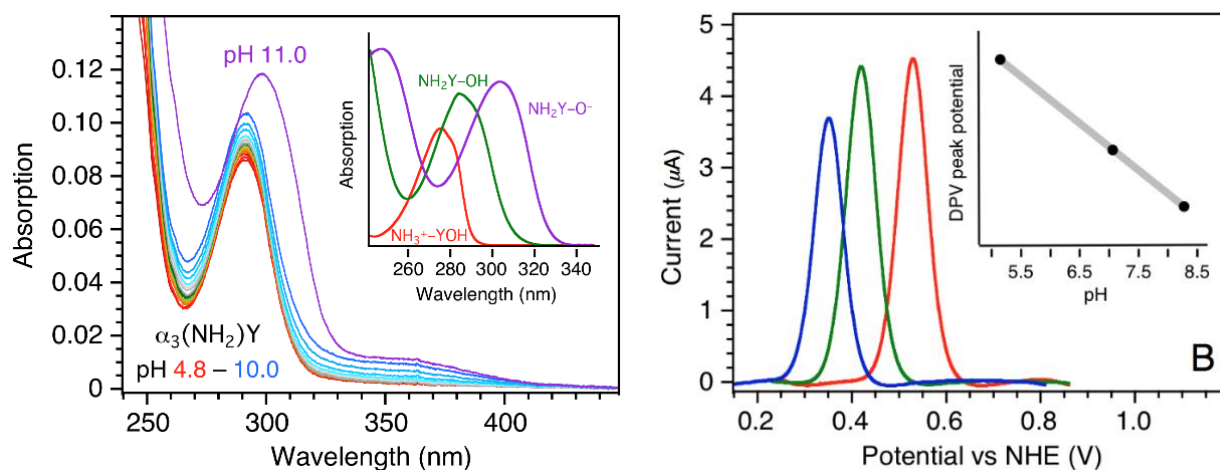 0.12
0.10
0.08
0.06
0.04
0.02
0
Absorption
250
300
350
400
Wavelength (nm)
pH 11.0
α₃(NH₂)Y
pH 4.8 – 10.0
NH₂Y–OH
NH₂Y–O⁻
NH₃⁺–YOH
Absorption
260
280
300
320
340
Wavelength (nm)
5
4
3
2
1
0
Current (µA)
0.2
0.4
0.6
0.8
1.0
Potential vs NHE (V)
B
DPV peak potential
5.5
6.5
7.5
8.5
pH